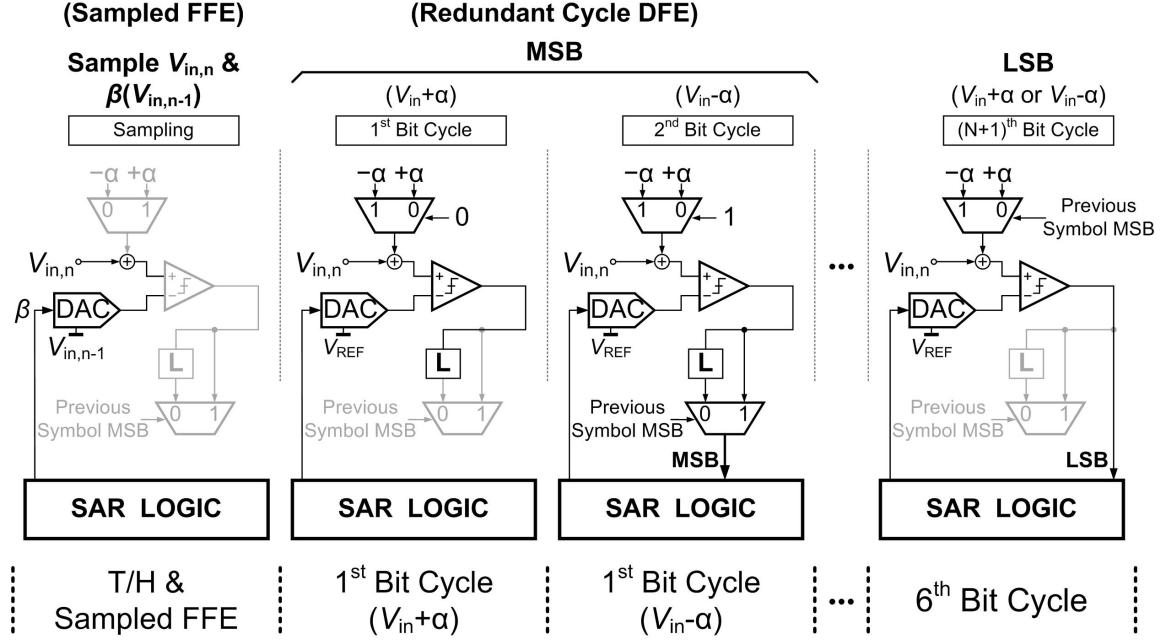 (Sampled FFE)
(Redundant Cycle DFE)
Sample Vin,n &
β(Vin,n-1)
MSB
LSB
(Vin+α)
(Vin-α)
(Vin+α or Vin-α)
Sampling
1st Bit Cycle
2nd Bit Cycle
(N+1)th Bit Cycle
−α +α
0 1
Vin,n
+
−
β
DAC
Vin,n-1
L
Previous
Symbol MSB
0 1
SAR LOGIC
−α +α
1 0
0
Vin,n
+
−
DAC
VREF
L
Previous
Symbol MSB
0 1
SAR LOGIC
−α +α
1 0
1
Vin,n
+
−
DAC
VREF
L
Previous
Symbol MSB
0 1
MSB
SAR LOGIC
...
−α +α
1 0
Previous
Symbol MSB
Vin,n
+
−
DAC
VREF
L
Previous
Symbol MSB
0 1
LSB
SAR LOGIC
T/H &
Sampled FFE
1st Bit Cycle
(Vin+α)
1st Bit Cycle
(Vin-α)
...
6th Bit Cycle